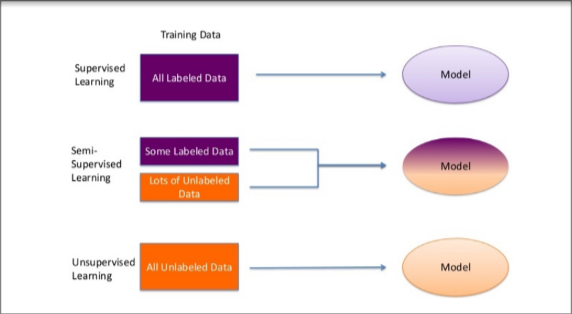 Training Data
Supervised
Learning
All Labeled Data
Model
Semi-
Supervised
Learning
Some Labeled Data
Lots of Unlabeled
Data
Model
Unsupervised
Learning
All Unlabeled Data
Model